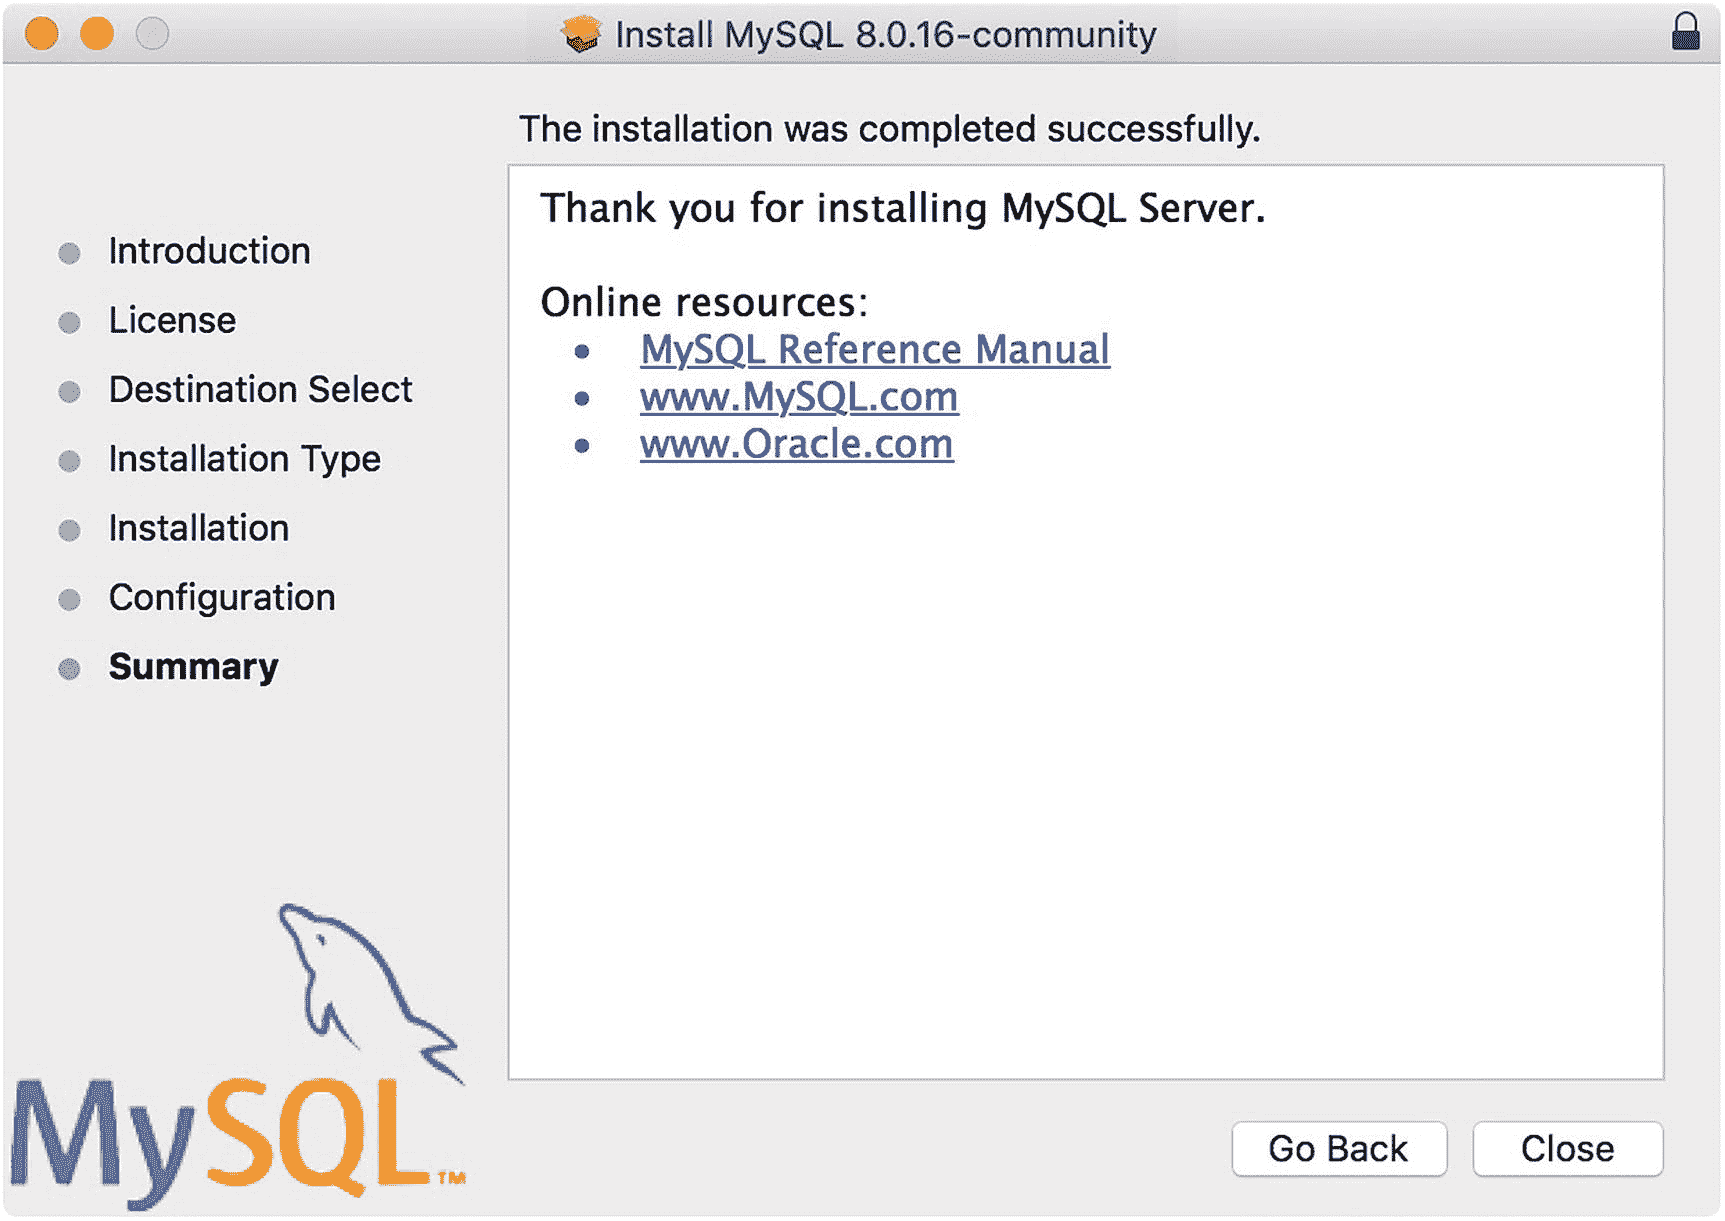 Install MySQL 8.0.16-community
The installation was completed successfully.
Introduction
License
Destination Select
Installation Type
Installation
Configuration
Summary
Thank you for installing MySQL Server.
Online resources:
• MySQL Reference Manual
• www.MySQL.com
• www.Oracle.com
MySQL™
Go Back
Close